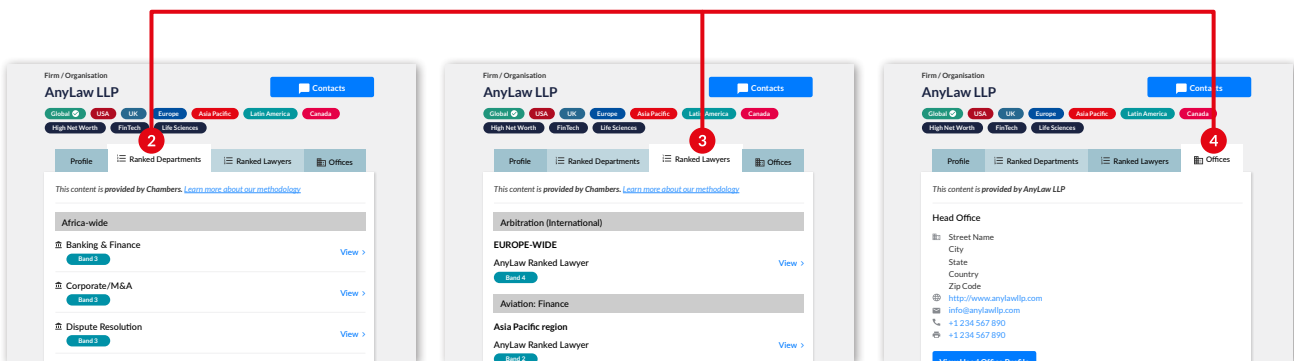 2
3
4
Firm / Organisation
AnyLaw LLP
Contacts
Global USA UK Europe Asia Pacific Latin America Canada
High Net Worth FinTech Life Sciences
Profile Ranked Departments Ranked Lawyers Offices
This content is provided by Chambers. Learn more about our methodology
Africa-wide
Banking & Finance
Band 3
View >
Corporate/M&A
Band 3
View >
Dispute Resolution
Band 3
View >
Firm / Organisation
AnyLaw LLP
Contacts
Global USA UK Europe Asia Pacific Latin America Canada
High Net Worth FinTech Life Sciences
Profile Ranked Departments Ranked Lawyers Offices
This content is provided by Chambers. Learn more about our methodology
Arbitration (International)
EUROPE-WIDE
AnyLaw Ranked Lawyer
View >
Band 4
Aviation: Finance
Asia Pacific region
AnyLaw Ranked Lawyer
View >
Band 2
Firm / Organisation
AnyLaw LLP
Contacts
Global USA UK Europe Asia Pacific Latin America Canada
High Net Worth FinTech Life Sciences
Profile Ranked Departments Ranked Lawyers Offices
This content is provided by AnyLaw LLP
Head Office
Street Name
City
State
Country
Zip Code
http://www.anylawllp.com
info@anylawllp.com
+1 234 567 890
+1 234 567 890
View Head Office Profile